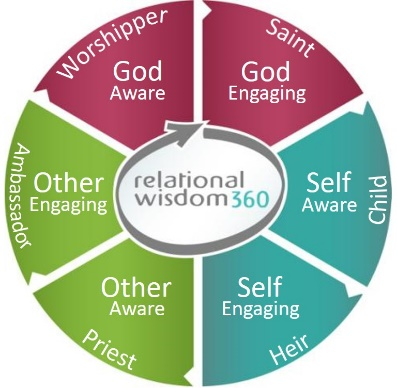 Worshipper
God
Aware
Saint
God
Engaging
Ambassador
Other
Engaging
relational
wisdom360
Self
Aware
Child
Other
Aware
Priest
Self
Engaging
Heir